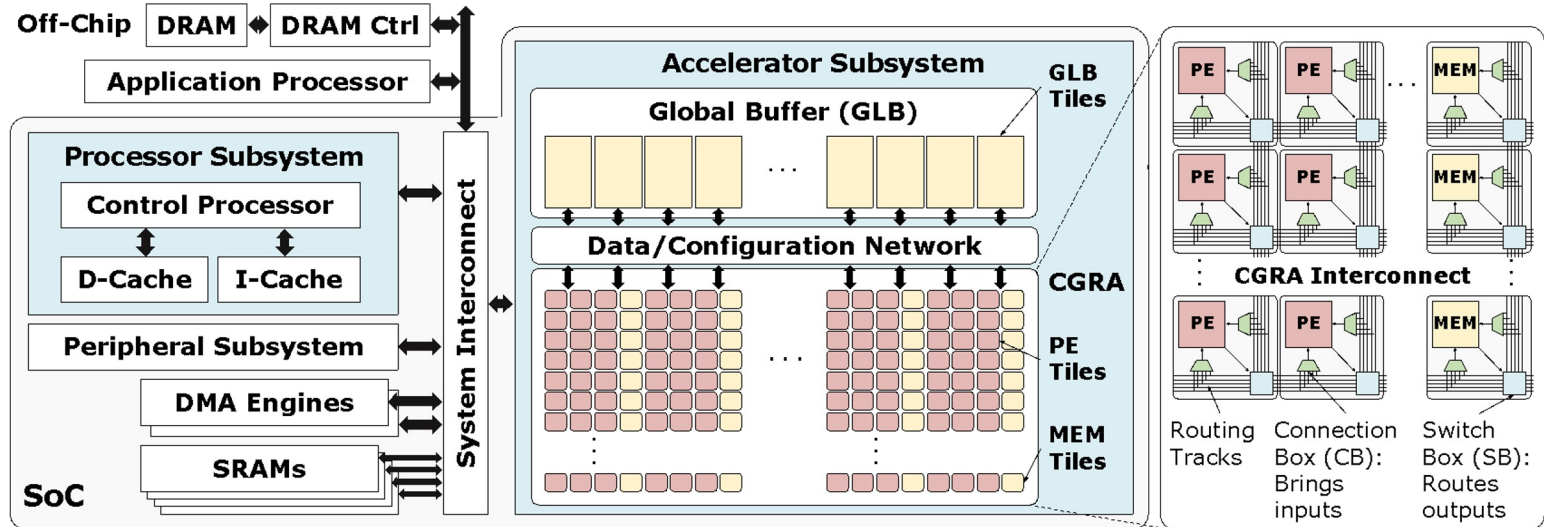 Off-Chip
DRAM
DRAM Ctrl
Application Processor
Processor Subsystem
Control Processor
D-Cache
I-Cache
Peripheral Subsystem
DMA Engines
SRAMs
SoC
System Interconnect
Accelerator Subsystem
Global Buffer (GLB)
. . .
Data/Configuration Network
. . .
GLB
Tiles
CGRA
PE
Tiles
MEM
Tiles
PE
PE
. . .
MEM
PE
PE
MEM
CGRA Interconnect
PE
PE
MEM
Routing
Tracks
Connection
Box (CB):
Brings
inputs
Switch
Box (SB):
Routes
outputs